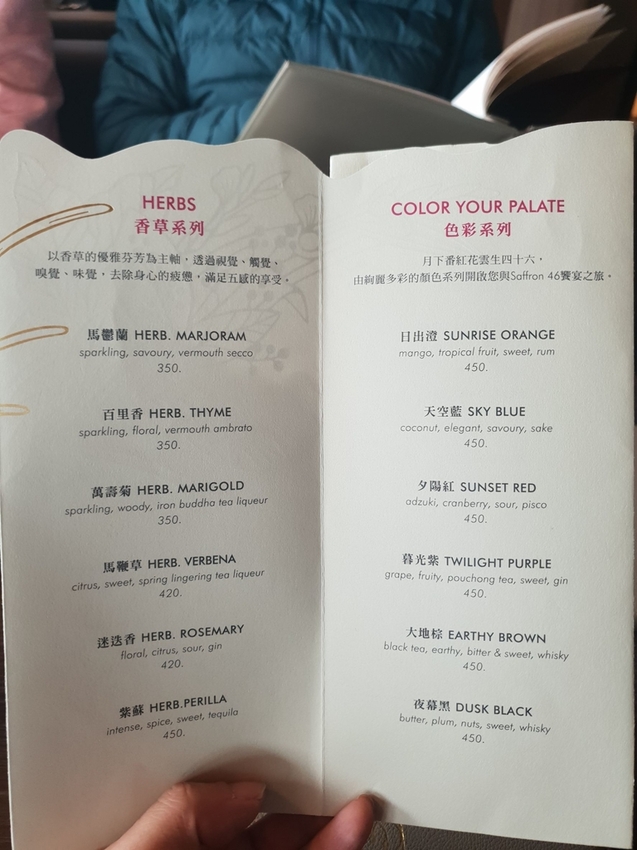 HERBS
香草系列
以香草的優雅芬芳為主軸，透過視覺、觸覺、
嗅覺、味覺，去除身心的疲憊，滿足五感的享受。
馬鬱蘭 HERB. MARJORAM
sparkling, savoury, vermouth secco
350.
百里香 HERB. THYME
sparkling, floral, vermouth ambrato
350.
萬壽菊 HERB. MARIGOLD
sparkling, woody, iron buddha tea liqueur
350.
馬鞭草 HERB. VERBENA
citrus, sweet, spring lingering tea liqueur
420.
迷迭香 HERB. ROSEMARY
floral, citrus, sour, gin
420.
紫蘇 HERB.PERILLA
intense, spice, sweet, tequila
450.
COLOR YOUR PALATE
色彩系列
月下番紅花雲生四十六，
由絢麗多彩的顏色系列開啟您與Saffron 46饗宴之旅。
日出澄 SUNRISE ORANGE
mango, tropical fruit, sweet, rum
450.
天空藍 SKY BLUE
coconut, elegant, savoury, sake
450.
夕陽紅 SUNSET RED
adzuki, cranberry, sour, pisco
450.
暮光紫 TWILIGHT PURPLE
grape, fruity, pouchong tea, sweet, gin
450.
大地棕 EARTHY BROWN
black tea, earthy, bitter & sweet, whisky
450.
夜幕黑 DUSK BLACK
butter, plum, nuts, sweet, whisky
450.